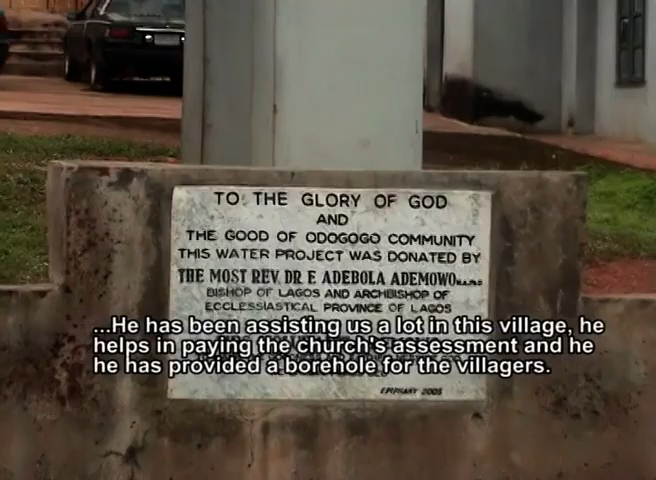 TO THE GLORY OF GOD
AND
THE GOOD OF ODOGOGO COMMUNITY
THIS WATER PROJECT WAS DONATED BY
THE MOST REV. DR E ADEBOLA ADEMOWO
BISHOP OF LAGOS AND ARCHBISHOP OF
ECCLESSIASTICAL PROVINCE OF LAGOS
...He has been assisting us a lot in this village, he
helps in paying the church's assessment and he
he has provided a borehole for the villagers.
EPIPHANY 2005